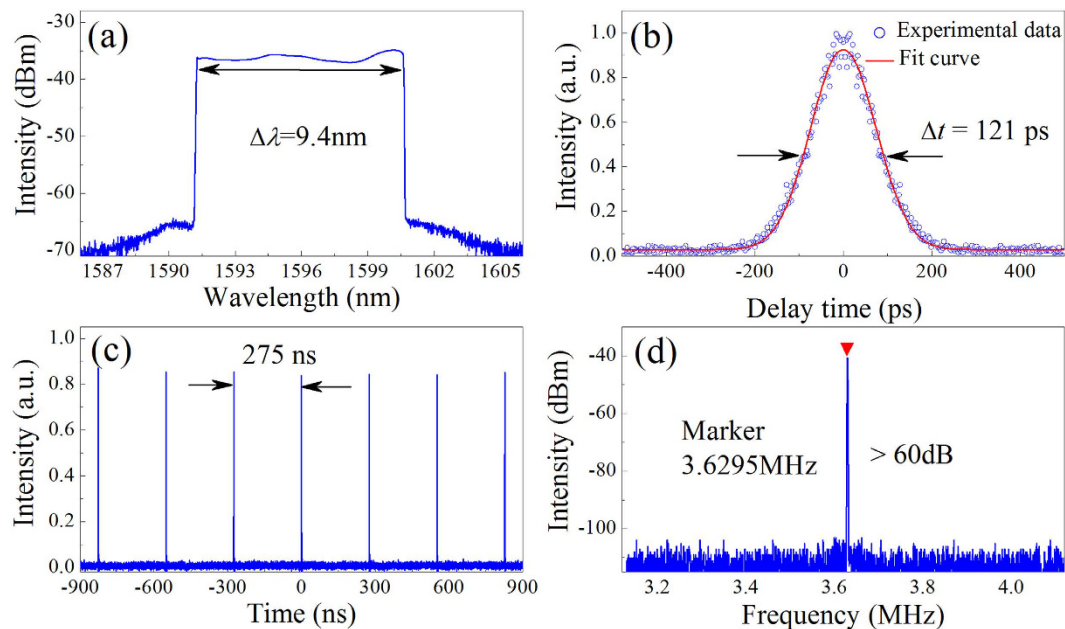 (a)
Δλ=9.4nm
Intensity (dBm)
-30
-40
-50
-60
-70
1587 1590 1593 1596 1599 1602 1605
Wavelength (nm)
(b)
Experimental data
Fit curve
Δt = 121 ps
Intensity (a.u.)
1.0
0.8
0.6
0.4
0.2
0.0
-400 -200 0 200 400
Delay time (ps)
(c)
275 ns
Intensity (a.u.)
1.0
0.8
0.6
0.4
0.2
0.0
-900 -600 -300 0 300 600 900
Time (ns)
(d)
Marker
3.6295MHz
> 60dB
Intensity (dBm)
-40
-60
-80
-100
3.2 3.4 3.6 3.8 4.0
Frequency (MHz)